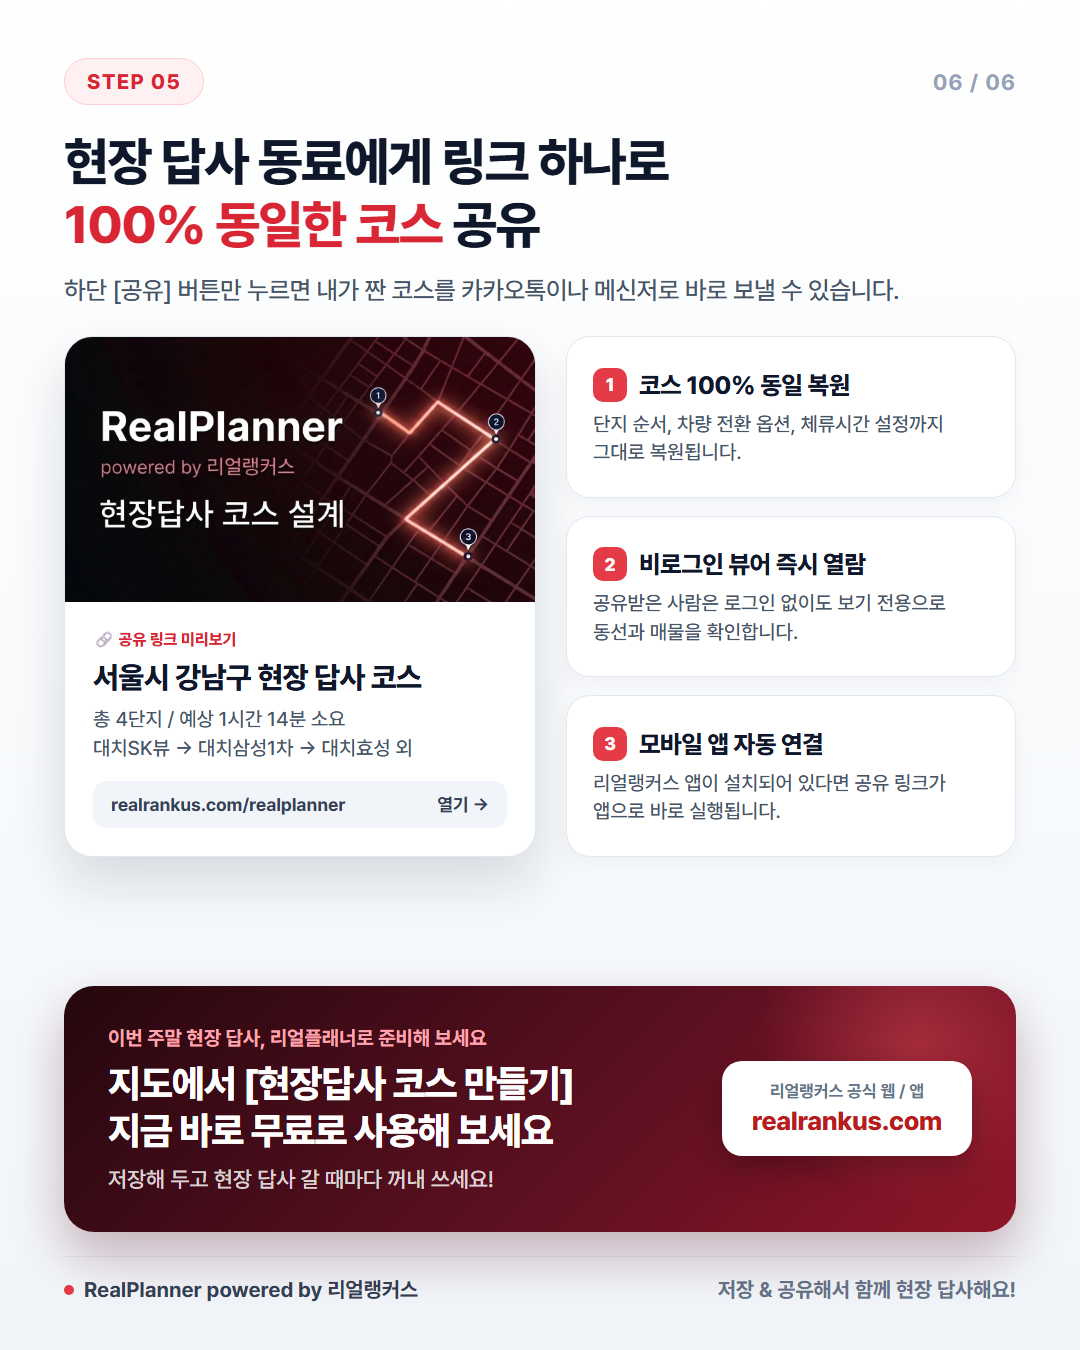 STEP 05
06 / 06
현장 답사 동료에게 링크 하나로
100% 동일한 코스 공유
하단 [공유] 버튼만 누르면 내가 짠 코스를 카카오톡이나 메신저로 바로 보낼 수 있습니다.
RealPlanner
powered by 리얼랭커스
현장답사 코스 설계
1
2
3
공유 링크 미리보기
서울시 강남구 현장 답사 코스
총 4단지 / 예상 1시간 14분 소요
대치SK뷰 → 대치삼성1차 → 대치효성 외
realrankus.com/realplanner
열기 →
1 코스 100% 동일 복원
단지 순서, 차량 전환 옵션, 체류시간 설정까지
그대로 복원됩니다.
2 비로그인 뷰어 즉시 열람
공유받은 사람은 로그인 없이도 보기 전용으로
동선과 매물을 확인합니다.
3 모바일 앱 자동 연결
리얼랭커스 앱이 설치되어 있다면 공유 링크가
앱으로 바로 실행됩니다.
이번 주말 현장 답사, 리얼플래너로 준비해 보세요
지도에서 [현장답사 코스 만들기]
지금 바로 무료로 사용해 보세요
저장해 두고 현장 답사 갈 때마다 꺼내 쓰세요!
리얼랭커스 공식 웹 / 앱
realrankus.com
RealPlanner powered by 리얼랭커스
저장 & 공유해서 함께 현장 답사해요!